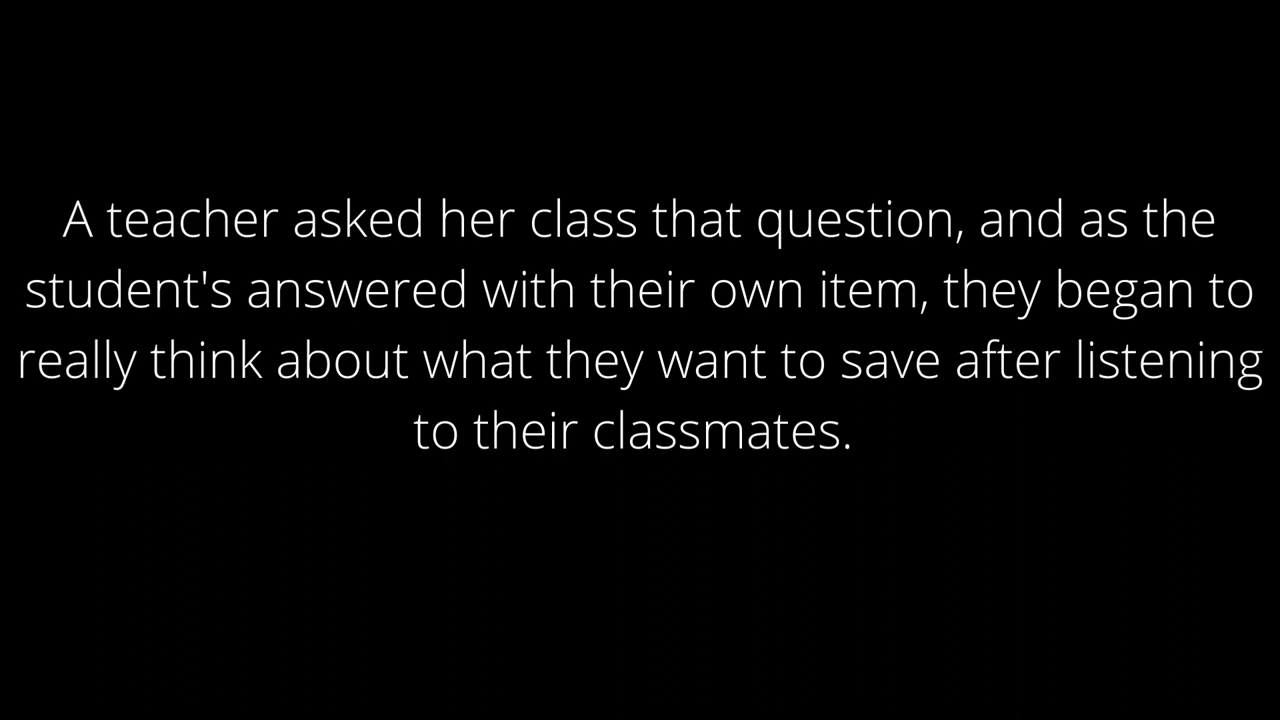 A teacher asked her class that question, and as the
student's answered with their own item, they began to
really think about what they want to save after listening
to their classmates.